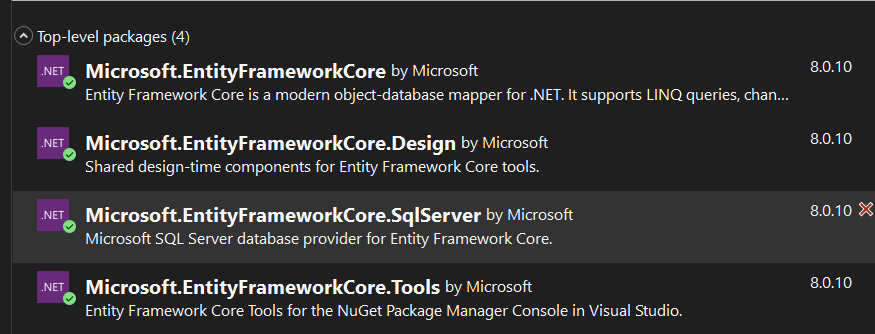 Top-level packages (4)
.NET
Microsoft.EntityFrameworkCore by Microsoft
8.0.10
Entity Framework Core is a modern object-database mapper for .NET. It supports LINQ queries, chan...
.NET
Microsoft.EntityFrameworkCore.Design by Microsoft
8.0.10
Shared design-time components for Entity Framework Core tools.
.NET
Microsoft.EntityFrameworkCore.SqlServer by Microsoft
8.0.10
Microsoft SQL Server database provider for Entity Framework Core.
.NET
Microsoft.EntityFrameworkCore.Tools by Microsoft
8.0.10
Entity Framework Core Tools for the NuGet Package Manager Console in Visual Studio.